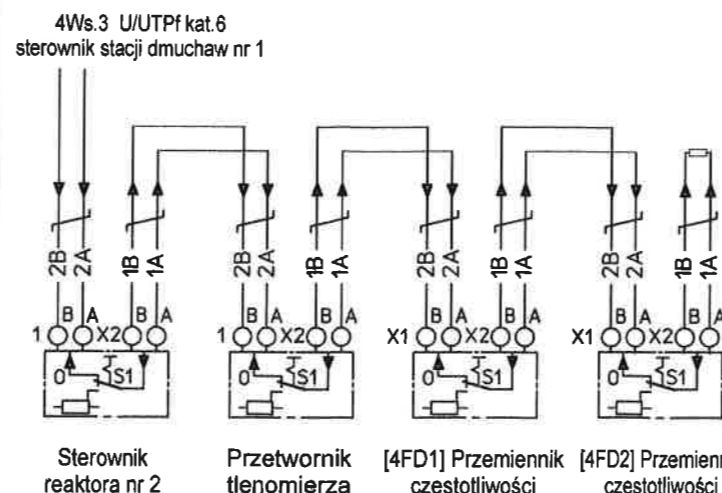 4Ws.3 U/UTPf kat.6
sterownik stacji dmuchaw nr 1
2B 2A 1B 1A 2B 2A 1B 1A 2B 2A 1B 1A 2B 2A 1B 1A
B A B A B A B A B A B A B A B A
1 X2 1 X2 X1 X2 X1 X2
0 S1 0 S1 0 S1 0 S1
Sterownik Przetwornik [4FD1] Przemiennik [4FD2]
reaktora nr 2 tlenomierza częstotliwości częstotliwości